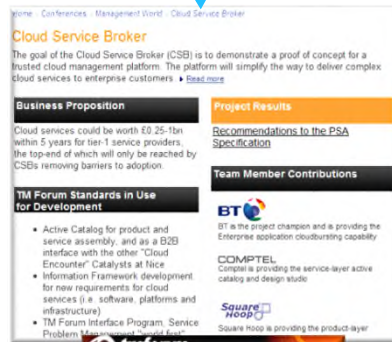 Home - Conferences - Management World - Cloud Service Broker
Cloud Service Broker
The goal of the Cloud Service Broker (CSB) is to demonstrate a proof of concept for a
trusted cloud management platform. The platform will simplify the way to deliver complex
cloud services to enterprise customers Read more
Business Proposition
Cloud services could be worth £0.25-1bn
within 5 years for tier-1 service providers,
the top-end of which will only be reached by
CSBs removing barriers to adoption.
TM Forum Standards in Use
for Development
Active Catalog for product and
service assembly, and as a B2B
interface with the other "Cloud
Encounter" Catalysts at Nice
Information Framework development
for new requirements for cloud
services (i.e. software, platforms and
infrastructure)
TM Forum Interface Program, Service
Problem Management "world first"
Project Results
Recommendations to the PSA
Specification
Team Member Contributions
BT
BT is the project champion and is providing the
Enterprise application cloudbursting capability
COMPTEL
Comptel is providing the service-layer active
catalog and design studio
Square
Hoop
Square Hoop is providing the product-layer